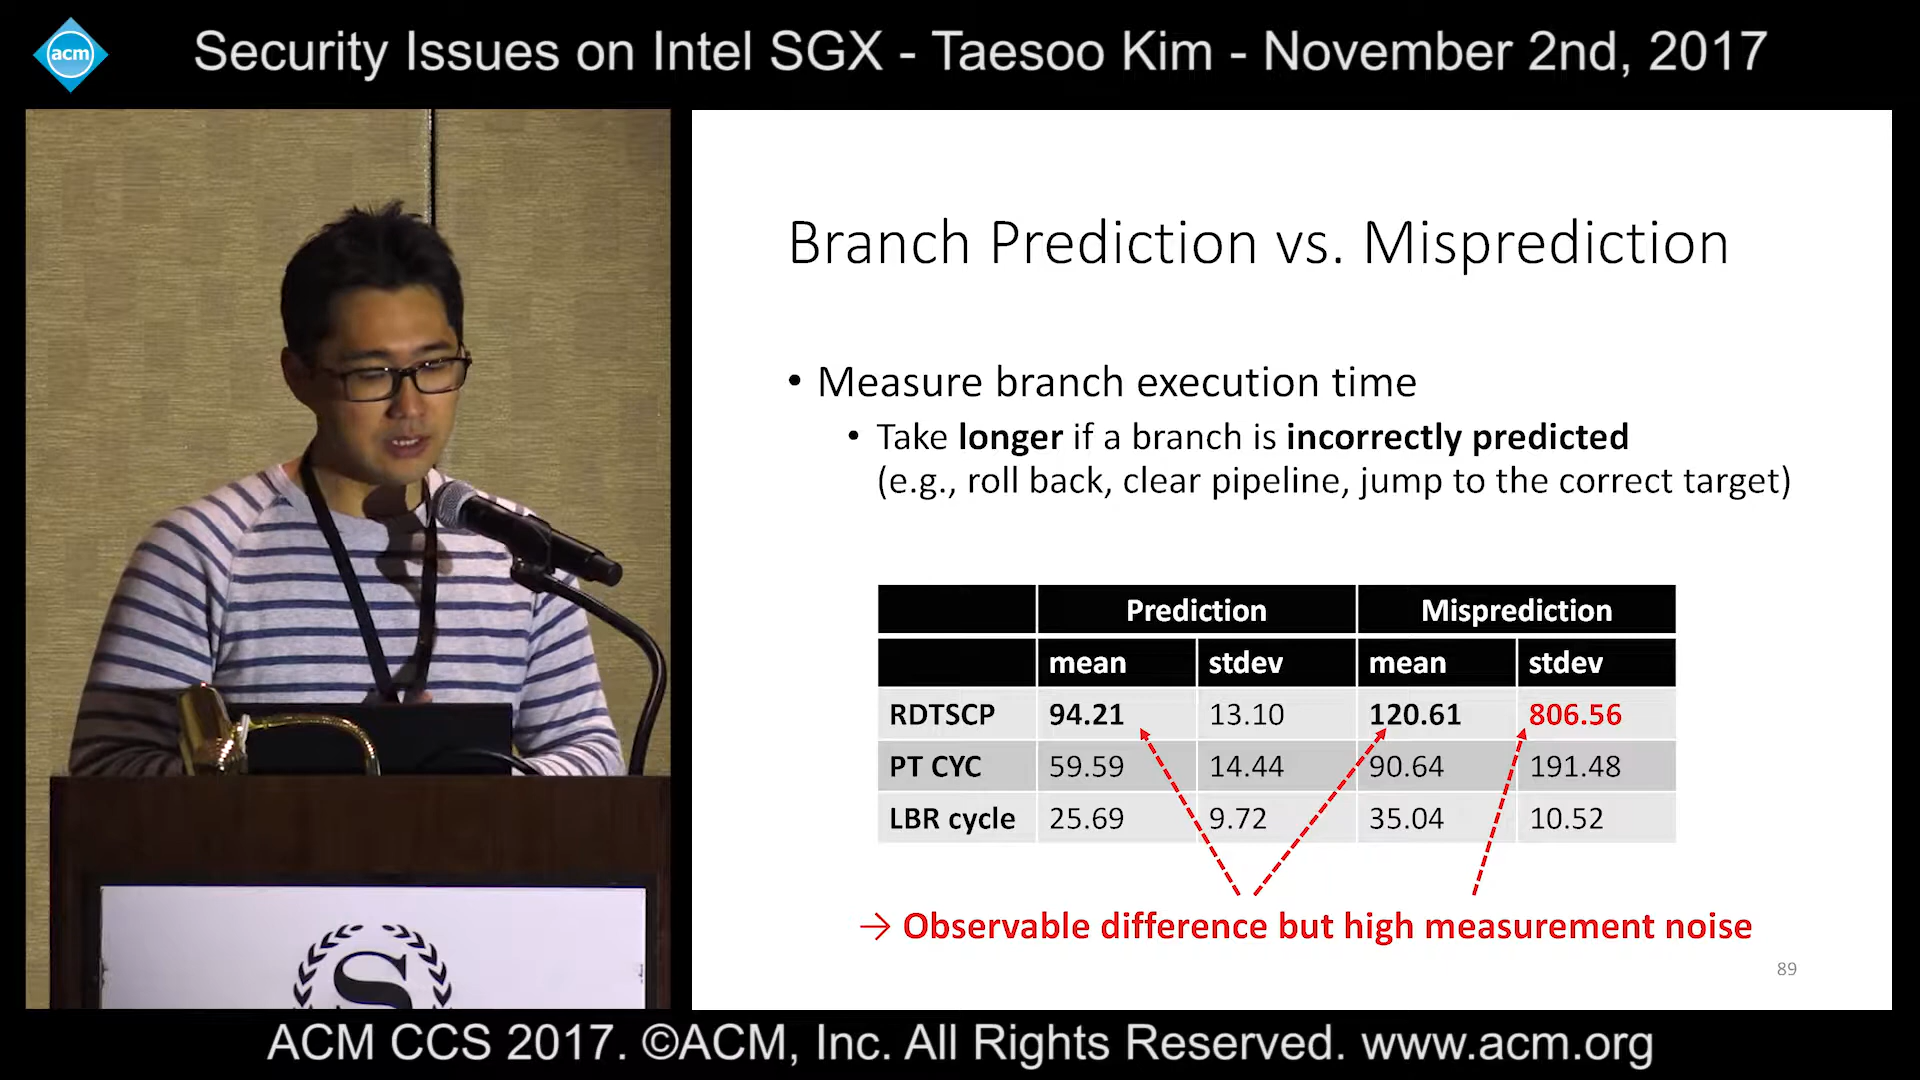 acm
Security Issues on Intel SGX - Taesoo Kim - November 2nd, 2017
Branch Prediction vs. Misprediction
• Measure branch execution time
• Take longer if a branch is incorrectly predicted
(e.g., roll back, clear pipeline, jump to the correct target)
Prediction Misprediction
mean stdev mean stdev
RDTSCP 94.21 13.10 120.61 806.56
PT CYC 59.59 14.44 90.64 191.48
LBR cycle 25.69 9.72 35.04 10.52
→ Observable difference but high measurement noise
89
S
ACM CCS 2017. ©ACM, Inc. All Rights Reserved. www.acm.org